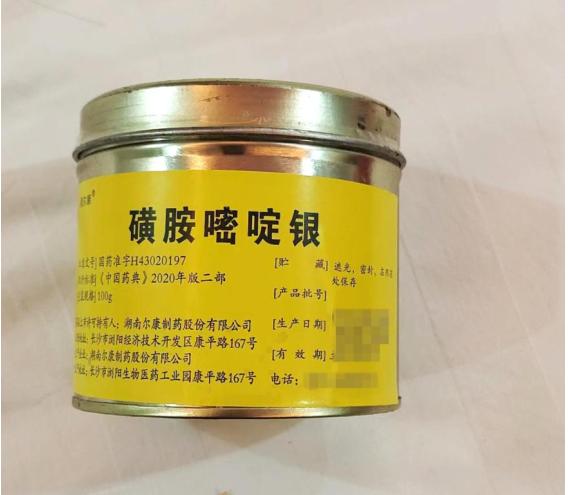 磺胺嘧啶银
国药准字H43020197
《中国药典》2020年版二部
100g
[贮 藏] 遮光，密封，在
处保存
[产品批号]
[生产日期]
[有 效 期]
电话：
有人：湖南尔康制药股份有限公司
长沙市浏阳经济技术开发区康平路167号
湖南尔康制药股份有限公司
长沙市浏阳生物医药工业园康平路167号